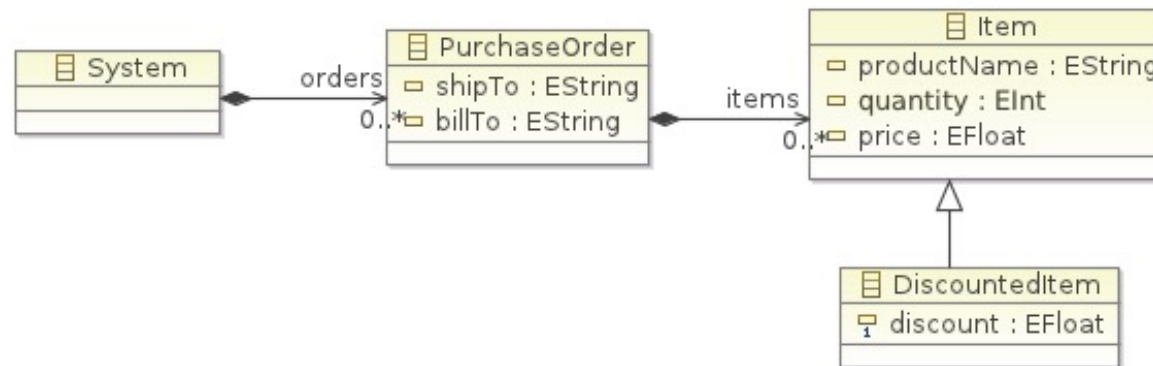 System
orders
0..*
PurchaseOrder
shipTo : EString
billTo : EString
items
0..*
Item
productName : EString
quantity : EInt
price : EFloat
DiscountedItem
1
discount : EFloat